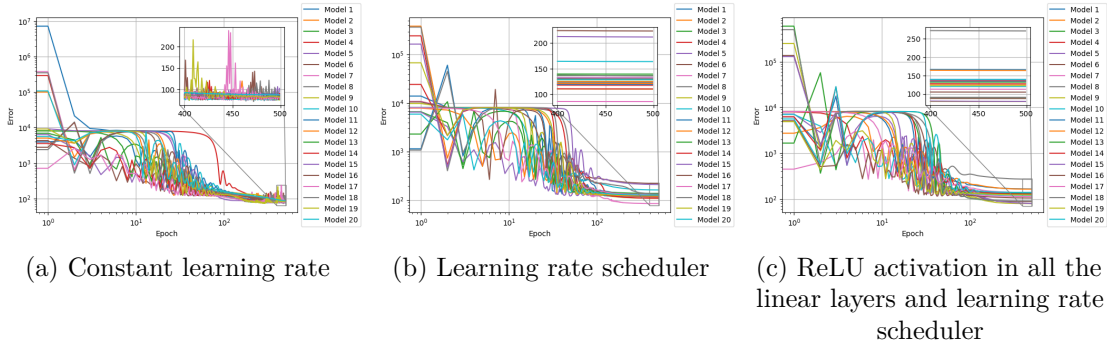 10^7
10^6
10^5
10^4
10^3
10^2
10^0
10^1
10^2
Error
Epoch
200
150
100
400
450
500
Model 1
Model 2
Model 3
Model 4
Model 5
Model 6
Model 7
Model 8
Model 9
Model 10
Model 11
Model 12
Model 13
Model 14
Model 15
Model 16
Model 17
Model 18
Model 19
Model 20
(a) Constant learning rate
10^5
10^4
10^3
10^2
10^0
10^1
10^2
Error
Epoch
225
200
175
150
125
100
400
450
500
Model 1
Model 2
Model 3
Model 4
Model 5
Model 6
Model 7
Model 8
Model 9
Model 10
Model 11
Model 12
Model 13
Model 14
Model 15
Model 16
Model 17
Model 18
Model 19
Model 20
(b) Learning rate scheduler
10^5
10^4
10^3
10^2
10^0
10^1
10^2
Error
Epoch
250
200
150
100
400
450
500
Model 1
Model 2
Model 3
Model 4
Model 5
Model 6
Model 7
Model 8
Model 9
Model 10
Model 11
Model 12
Model 13
Model 14
Model 15
Model 16
Model 17
Model 18
Model 19
Model 20
(c) ReLU activation in all the
linear layers and learning rate
scheduler